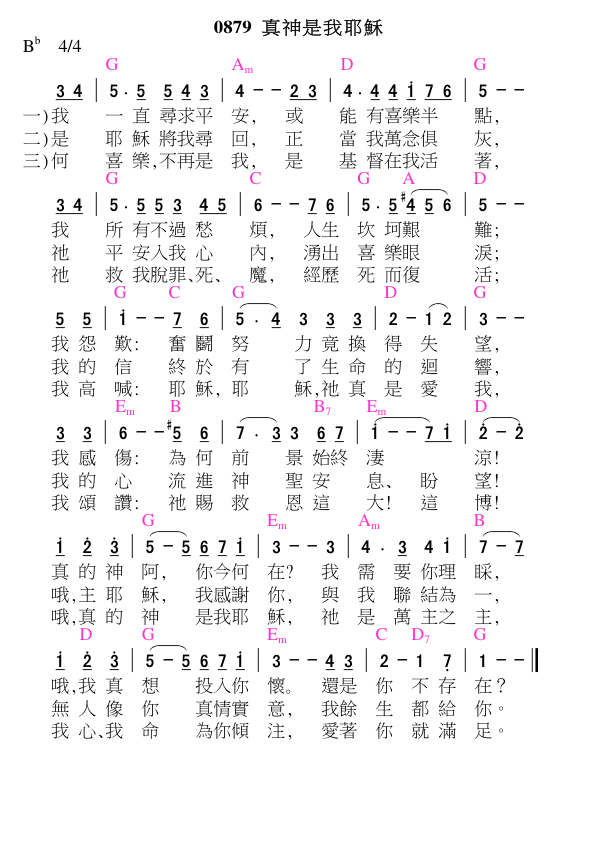 0879 真神是我耶穌
B♭ 4/4
G Am D G
3 4 | 5 . 5 5 4 3 | 4 - - 2 3 | 4 . 4 4 i 7 6 | 5 - -
一)我 一 直 尋求平 安， 或 能 有喜樂半 點，
二)是 耶 穌 將我尋 回， 正 當 我萬念俱 灰，
三)何 喜 樂，不再是 我， 是 基 督在我活 著，
G C G A D
3 4 | 5 . 5 5 3 4 5 | 6 - - 7 6 | 5 . 5 #4 5 6 | 5 - -
我 所 有不過 愁 煩， 人生 坎 坷艱 難；
祂 平 安入我 心 內， 湧出 喜 樂眼 淚；
祂 救 我脫罪、死、 魔， 經歷 死 而復 活；
G C G D G
5 5 | i - - 7 6 | 5 . 4 3 3 3 | 2 - 1 2 | 3 - -
我 怨 歎： 奮 鬭 努 力 竟 換 得 失 望，
我 的 信 終 於 有 了 生 命 的 迴 響，
我 高 喊： 耶 穌，耶 穌，祂 真 是 愛 我，
Em B B7 Em D
3 3 | 6 - - #5 6 | 7 . 3 3 6 7 | i - - 7 i | 2 - 2
我 感 傷： 為 何 前 景 始終 淒 涼！
我 的 心 流 進 神 聖 安 息、 盼 望！
我 頌 讚： 祂 賜 救 恩 這 大！ 這 博！
G Em Am B
i 2 3 | 5 - 5 6 7 i | 3 - - 3 | 4 . 3 4 i | 7 - 7
真 的 神 阿， 你今何 在？ 我 需 要 你理 睬，
哦，主 耶 穌， 我感謝 你， 與 我 聯 結為 一，
哦，真 的 神 是我耶 穌， 祂 是 萬 主之 主，
D G Em C D7 G
i 2 3 | 5 - 5 6 7 i | 3 - - 4 3 | 2 - 1 7 | 1 - - ‖
哦，我 真 想 投入你 懷。 還是 你 不 存 在？
無 人 像 你 真情實 意， 我餘 生 都 給 你。
我 心、我 命 為你傾 注， 愛著 你 就 滿 足。